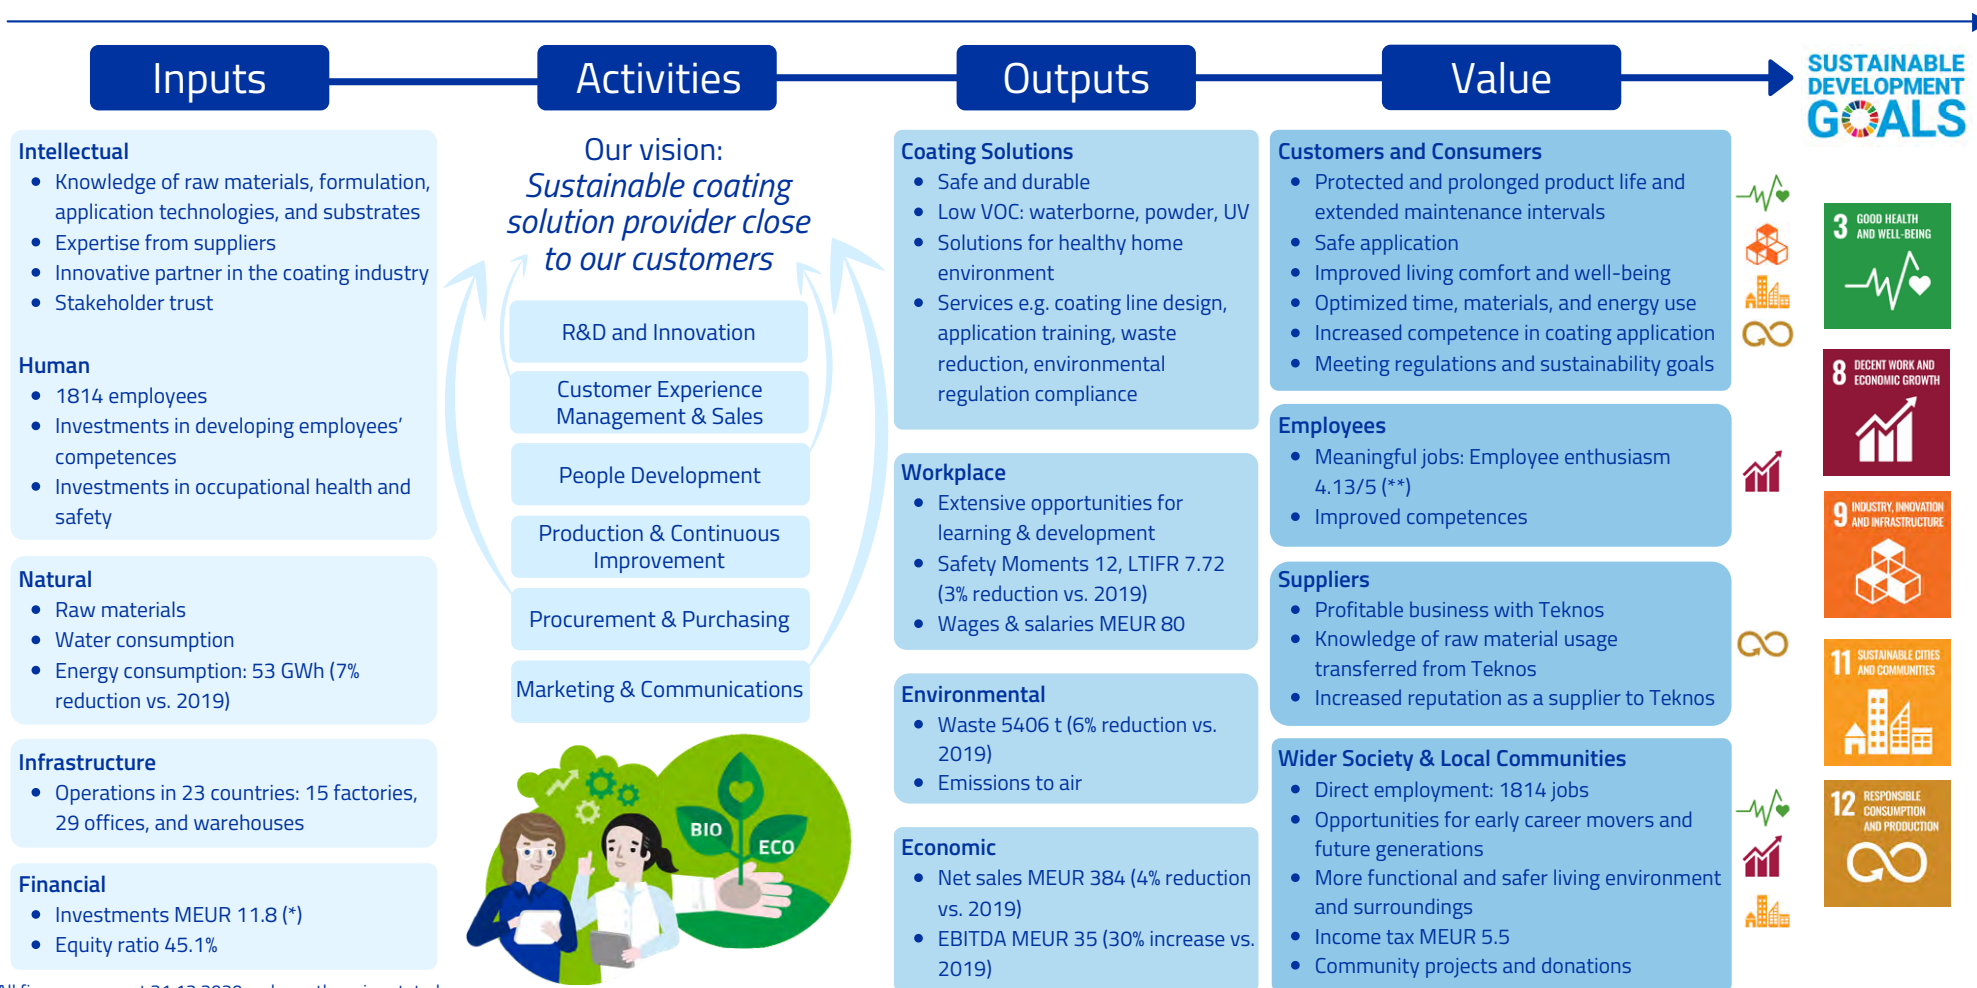 Inputs
Activities
Outputs
Value
SUSTAINABLE
DEVELOPMENT
GOALS
Intellectual
• Knowledge of raw materials, formulation,
application technologies, and substrates
• Expertise from suppliers
• Innovative partner in the coating industry
• Stakeholder trust
Human
• 1814 employees
• Investments in developing employees'
competences
• Investments in occupational health and
safety
Natural
• Raw materials
• Water consumption
• Energy consumption: 53 GWh (7%
reduction vs. 2019)
Infrastructure
• Operations in 23 countries: 15 factories,
29 offices, and warehouses
Financial
• Investments MEUR 11.8 (*)
• Equity ratio 45.1%
Our vision:
Sustainable coating
solution provider close
to our customers
R&D and Innovation
Customer Experience
Management & Sales
People Development
Production & Continuous
Improvement
Procurement & Purchasing
Marketing & Communications
BIO
ECO
Coating Solutions
• Safe and durable
• Low VOC: waterborne, powder, UV
• Solutions for healthy home
environment
• Services e.g. coating line design,
application training, waste
reduction, environmental
regulation compliance
Workplace
• Extensive opportunities for
learning & development
• Safety Moments 12, LTIFR 7.72
(3% reduction vs. 2019)
• Wages & salaries MEUR 80
Environmental
• Waste 5406 t (6% reduction vs.
2019)
• Emissions to air
Economic
• Net sales MEUR 384 (4% reduction
vs. 2019)
• EBITDA MEUR 35 (30% increase vs.
2019)
Customers and Consumers
• Protected and prolonged product life and
extended maintenance intervals
• Safe application
• Improved living comfort and well-being
• Optimized time, materials, and energy use
• Increased competence in coating application
• Meeting regulations and sustainability goals
Employees
• Meaningful jobs: Employee enthusiasm
4.13/5 (**)
• Improved competences
Suppliers
• Profitable business with Teknos
• Knowledge of raw material usage
transferred from Teknos
• Increased reputation as a supplier to Teknos
Wider Society & Local Communities
• Direct employment: 1814 jobs
• Opportunities for early career movers and
future generations
• More functional and safer living environment
and surroundings
• Income tax MEUR 5.5
• Community projects and donations
3 GOOD HEALTH
AND WELL-BEING
8 DECENT WORK AND
ECONOMIC GROWTH
9 INDUSTRY, INNOVATION
AND INFRASTRUCTURE
11 SUSTAINABLE CITIES
AND COMMUNITIES
12 RESPONSIBLE
CONSUMPTION
AND PRODUCTION